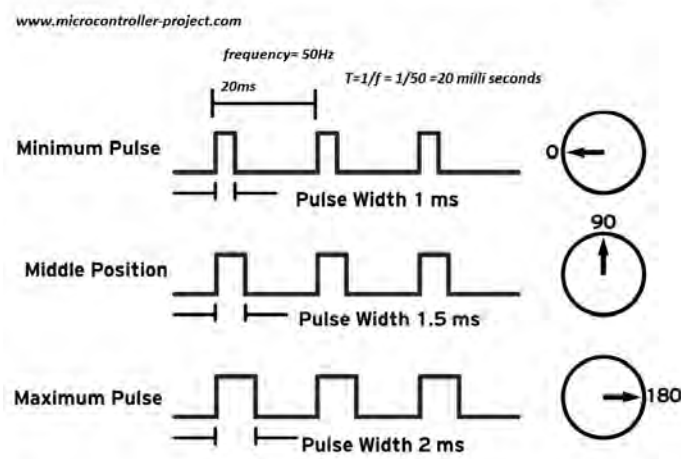 www.microcontroller-project.com
frequency= 50Hz
T=1/f = 1/50 =20 milli seconds
20ms
Minimum Pulse
0
Pulse Width 1 ms
90
Middle Position
Pulse Width 1.5 ms
Maximum Pulse
180
Pulse Width 2 ms